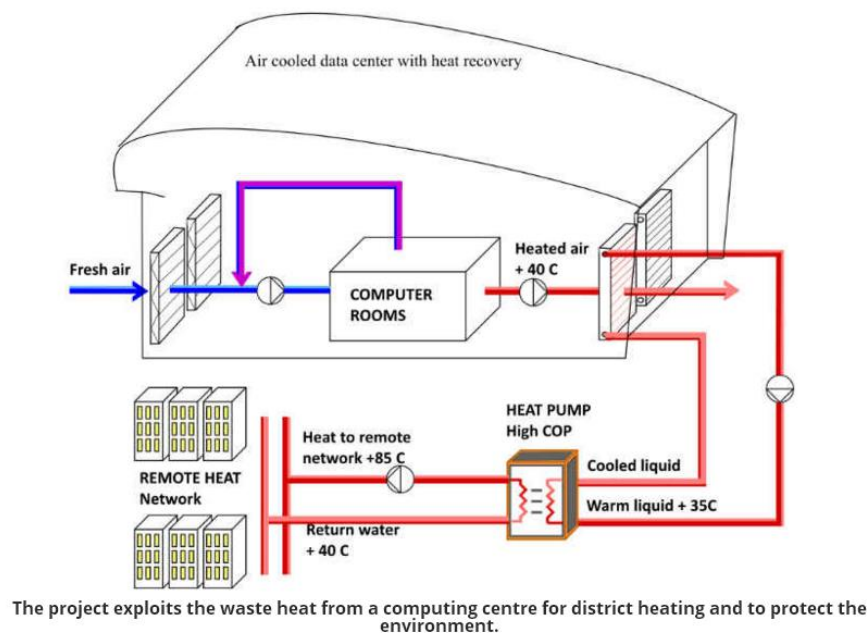 Air cooled data center with heat recovery
Fresh air
Heated air
+ 40 C
COMPUTER
ROOMS
HEAT PUMP
High COP
Heat to remote
network +85 C
REMOTE HEAT
Network
Cooled liquid
Warm liquid + 35C
Return water
+ 40 C
The project exploits the waste heat from a computing centre for district heating and to protect the
environment.